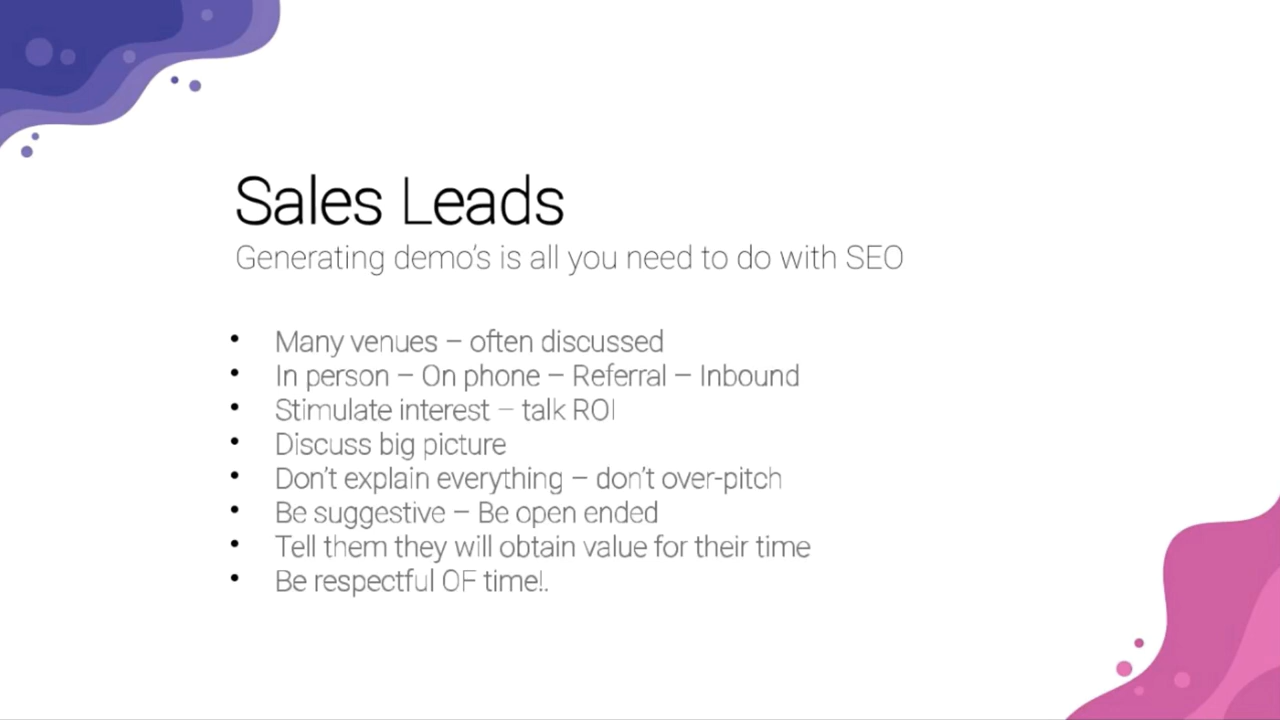 Sales Leads
Generating demo's is all you need to do with SEO
• Many venues – often discussed
• In person – On phone – Referral – Inbound
• Stimulate interest – talk ROI
• Discuss big picture
• Don't explain everything – don't over-pitch
• Be suggestive – Be open ended
• Tell them they will obtain value for their time
• Be respectful OF time!.